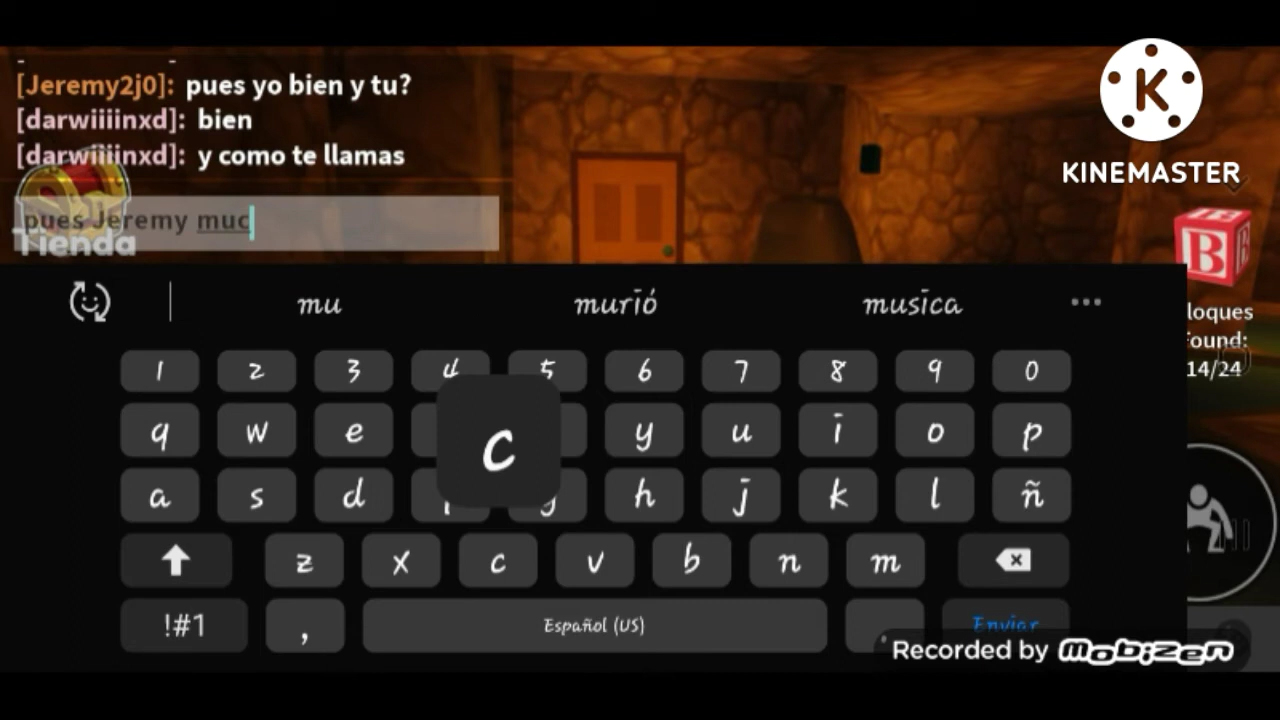 [Jeremy2j0]: pues yo bien y tu?
[darwiiiinxd]: bien
[darwiiiinxd]: y como te llamas
pues Jeremy muc
Tienda
K
KINEMASTER
B
loques
Found:
14/24
mu murió musica
1 2 3 4 5 6 7 8 9 0
q w e y u i o p
c
a s d h j k l ñ
z x c v b n m
!#1 , Español (US) Enviar
Recorded by Mobizen